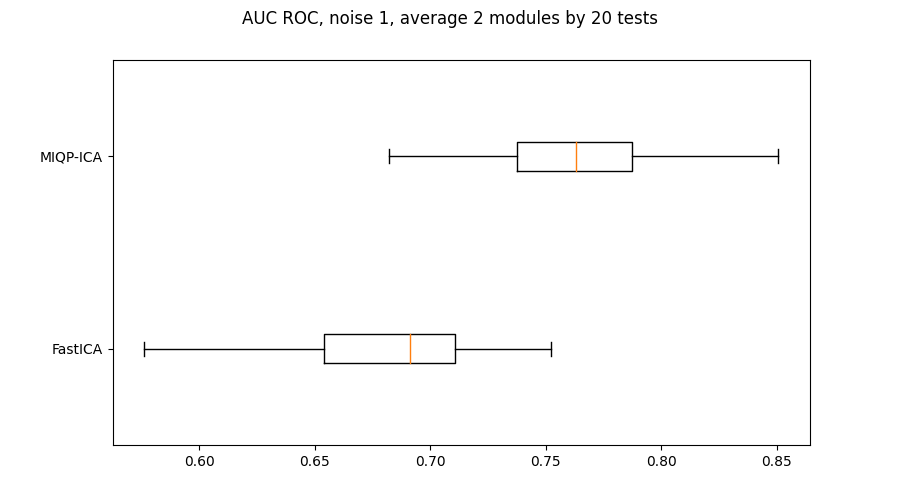 AUC ROC, noise 1, average 2 modules by 20 tests
MIQP-ICA
FastICA
0.60 0.65 0.70 0.75 0.80 0.85